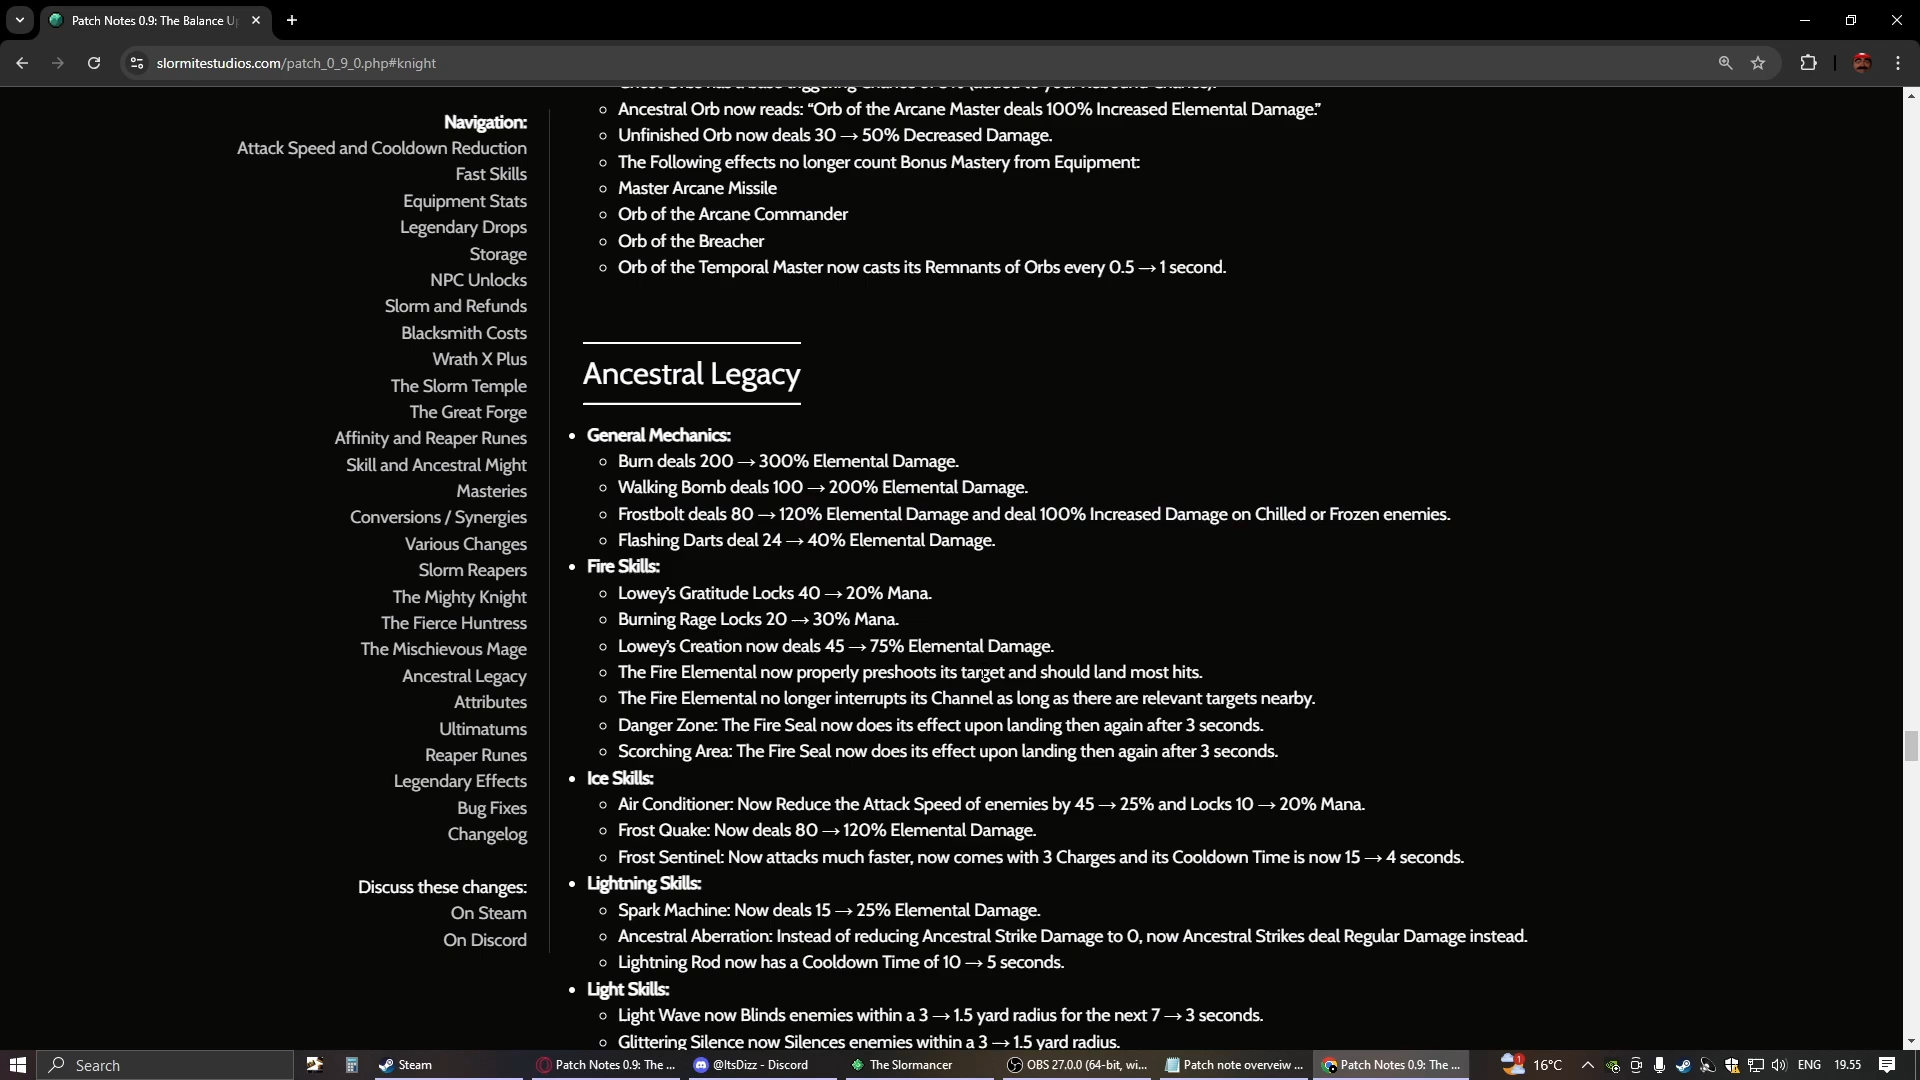 Patch Notes 0.9: The Balance U
slormitestudios.com/patch_0_9_0.php#knight
Navigation:
Attack Speed and Cooldown Reduction
Fast Skills
Equipment Stats
Legendary Drops
Storage
NPC Unlocks
Slorm and Refunds
Blacksmith Costs
Wrath X Plus
The Slorm Temple
The Great Forge
Affinity and Reaper Runes
Skill and Ancestral Might
Masteries
Conversions / Synergies
Various Changes
Slorm Reapers
The Mighty Knight
The Fierce Huntress
The Mischievous Mage
Ancestral Legacy
Attributes
Ultimatums
Reaper Runes
Legendary Effects
Bug Fixes
Changelog
Discuss these changes:
On Steam
On Discord
Ancestral Orb now reads: “Orb of the Arcane Master deals 100% Increased Elemental Damage.”
Unfinished Orb now deals 30 → 50% Decreased Damage.
The Following effects no longer count Bonus Mastery from Equipment:
Master Arcane Missile
Orb of the Arcane Commander
Orb of the Breacher
Orb of the Temporal Master now casts its Remnants of Orbs every 0.5 → 1 second.
Ancestral Legacy
General Mechanics:
Burn deals 200 → 300% Elemental Damage.
Walking Bomb deals 100 → 200% Elemental Damage.
Frostbolt deals 80 → 120% Elemental Damage and deal 100% Increased Damage on Chilled or Frozen enemies.
Flashing Darts deal 24 → 40% Elemental Damage.
Fire Skills:
Lowey’s Gratitude Locks 40 → 20% Mana.
Burning Rage Locks 20 → 30% Mana.
Lowey’s Creation now deals 45 → 75% Elemental Damage.
The Fire Elemental now properly preshoots its target and should land most hits.
The Fire Elemental no longer interrupts its Channel as long as there are relevant targets nearby.
Danger Zone: The Fire Seal now does its effect upon landing then again after 3 seconds.
Scorching Area: The Fire Seal now does its effect upon landing then again after 3 seconds.
Ice Skills:
Air Conditioner: Now Reduce the Attack Speed of enemies by 45 → 25% and Locks 10 → 20% Mana.
Frost Quake: Now deals 80 → 120% Elemental Damage.
Frost Sentinel: Now attacks much faster, now comes with 3 Charges and its Cooldown Time is now 15 → 4 seconds.
Lightning Skills:
Spark Machine: Now deals 15 → 25% Elemental Damage.
Ancestral Aberration: Instead of reducing Ancestral Strike Damage to 0, now Ancestral Strikes deal Regular Damage instead.
Lightning Rod now has a Cooldown Time of 10 → 5 seconds.
Light Skills:
Light Wave now Blinds enemies within a 3 → 1.5 yard radius for the next 7 → 3 seconds.
Glittering Silence now Silences enemies within a 3 → 1.5 yard radius.
Search
Steam
Patch Notes 0.9: The ...
@ItsDizz - Discord
The Slormancer
OBS 27.0.0 (64-bit, wi...
Patch note overveiw ...
Patch Notes 0.9: The ...
1
16°C
ENG
19.55